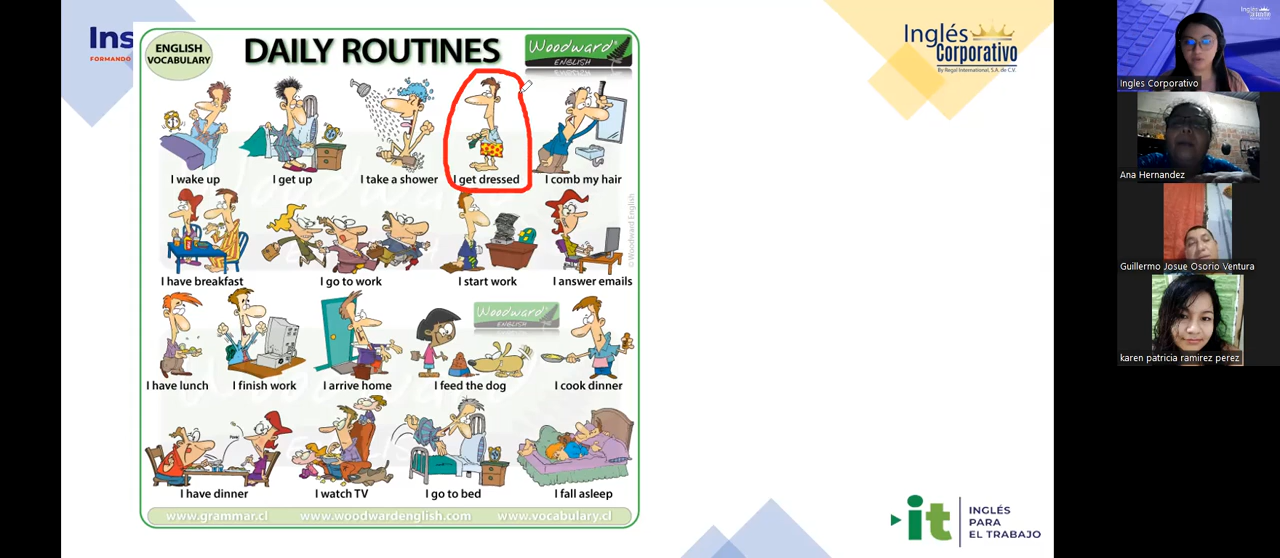 Ins
FORMANDO
ENGLISH
VOCABULARY
DAILY ROUTINES
Woodward®
ENGLISH
I wake up
I get up
I take a shower
I get dressed
I comb my hair
I have breakfast
I go to work
I start work
I answer emails
© Woodward English
Woodward
ENGLISH
I have lunch
I finish work
I arrive home
I feed the dog
I cook dinner
I have dinner
I watch TV
I go to bed
I fall asleep
www.grammar.cl
www.woodwardenglish.com
www.vocabulary.cl
Inglés
Corporativo
By Regal International, S.A. de C.V.
it
INGLÉS
PARA
EL TRABAJO
Ingles Corporativo
Ana Hernandez
Guillermo Josue Osorio Ventura
karen patricia ramirez perez